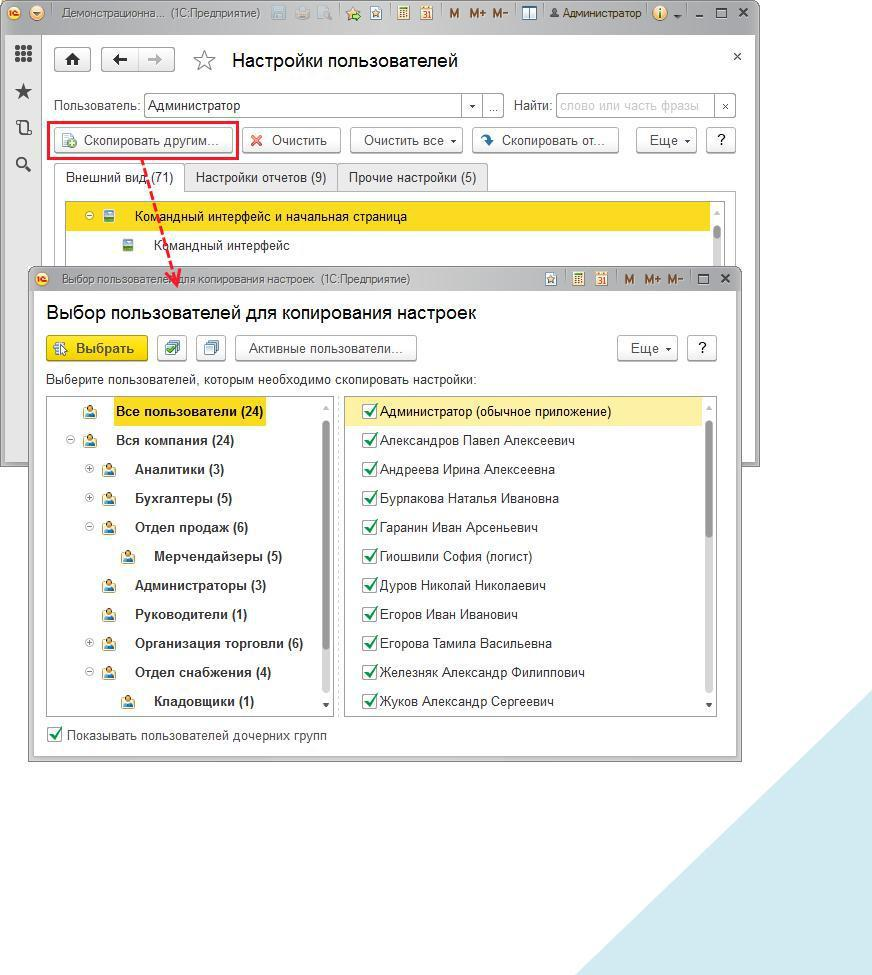 Демонстрационна... (1С:Предприятие) M M+ M- Администратор
Настройки пользователей
Пользователь: Администратор ... Найти: слово или часть фразы ×
Скопировать другим... Очистить Очистить все Скопировать от... Еще ?
Внешний вид (71) Настройки отчетов (9) Прочие настройки (5)
Командный интерфейс и начальная страница
Командный интерфейс
Выбор пользователей для копирования настроек (1С:Предприятие) M M+ M-
Выбор пользователей для копирования настроек
Выбрать Активные пользователи... Еще ?
Выберите пользователей, которым необходимо скопировать настройки:
Все пользователи (24)
Вся компания (24)
Аналитики (3)
Бухгалтеры (5)
Отдел продаж (6)
Мерчендайзеры (5)
Администраторы (3)
Руководители (1)
Организация торговли (6)
Отдел снабжения (4)
Кладовщики (1)
Администратор (обычное приложение)
Александров Павел Алексеевич
Андреева Ирина Алексеевна
Бурлакова Наталья Ивановна
Гаранин Иван Арсеньевич
Гиошвили София (логист)
Дуров Николай Николаевич
Егоров Иван Иванович
Егорова Тамила Васильевна
Железняк Александр Филиппович
Жуков Александр Сергеевич
Показывать пользователей дочерних групп